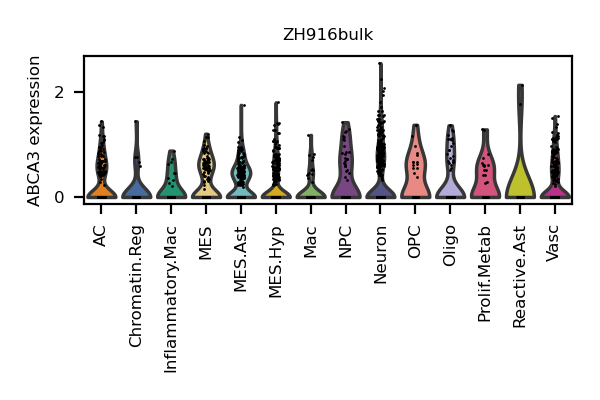 ZH916bulk
ABCA3 expression
2
0
AC
Chromatin.Reg
Inflammatory.Mac
MES
MES.Ast
MES.Hyp
Mac
NPC
Neuron
OPC
Oligo
Prolif.Metab
Reactive.Ast
Vasc